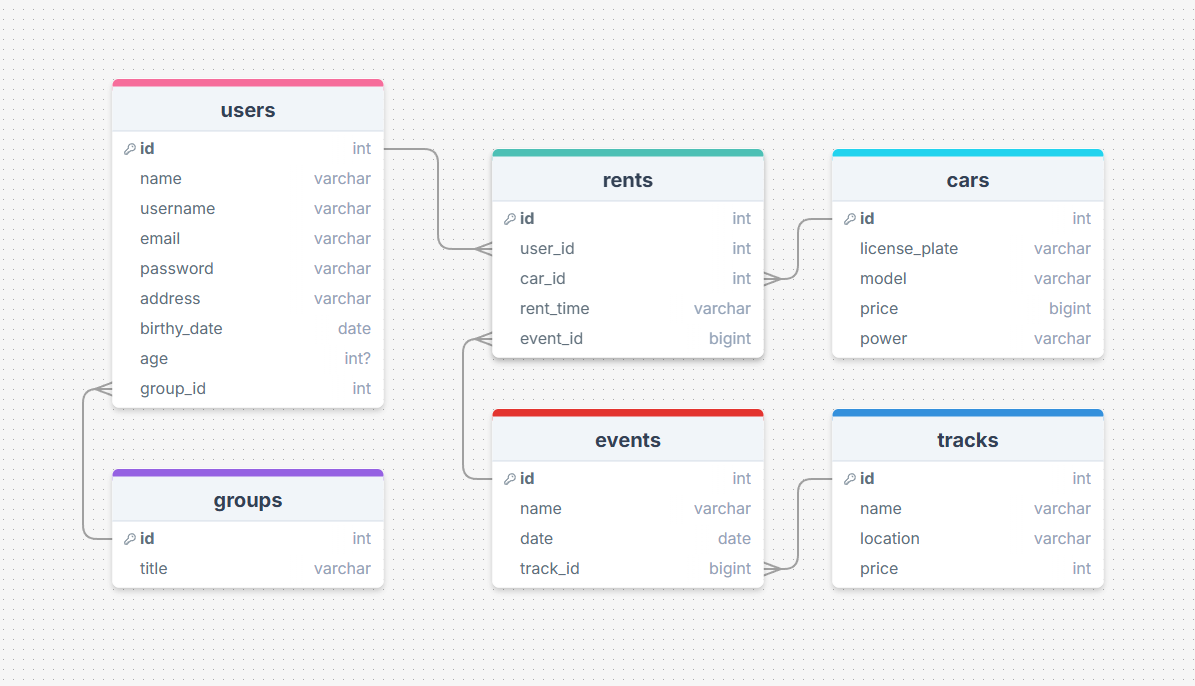 users
id int
name varchar
username varchar
email varchar
password varchar
address varchar
birthy_date date
age int?
group_id int
groups
id int
title varchar
rents
id int
user_id int
car_id int
rent_time varchar
event_id bigint
events
id int
name varchar
date date
track_id bigint
cars
id int
license_plate varchar
model varchar
price bigint
power varchar
tracks
id int
name varchar
location varchar
price int